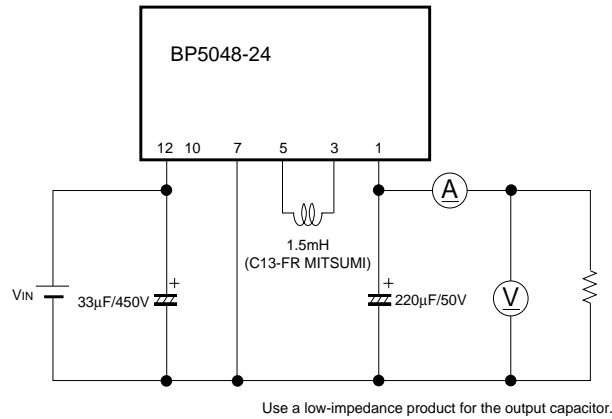 BP5048-24
12 10 7 5 3 1
A
1.5mH
(C13-FR MITSUMI)
VIN
33μF/450V
+
220μF/50V
+
V
Use a low-impedance product for the output capacitor.